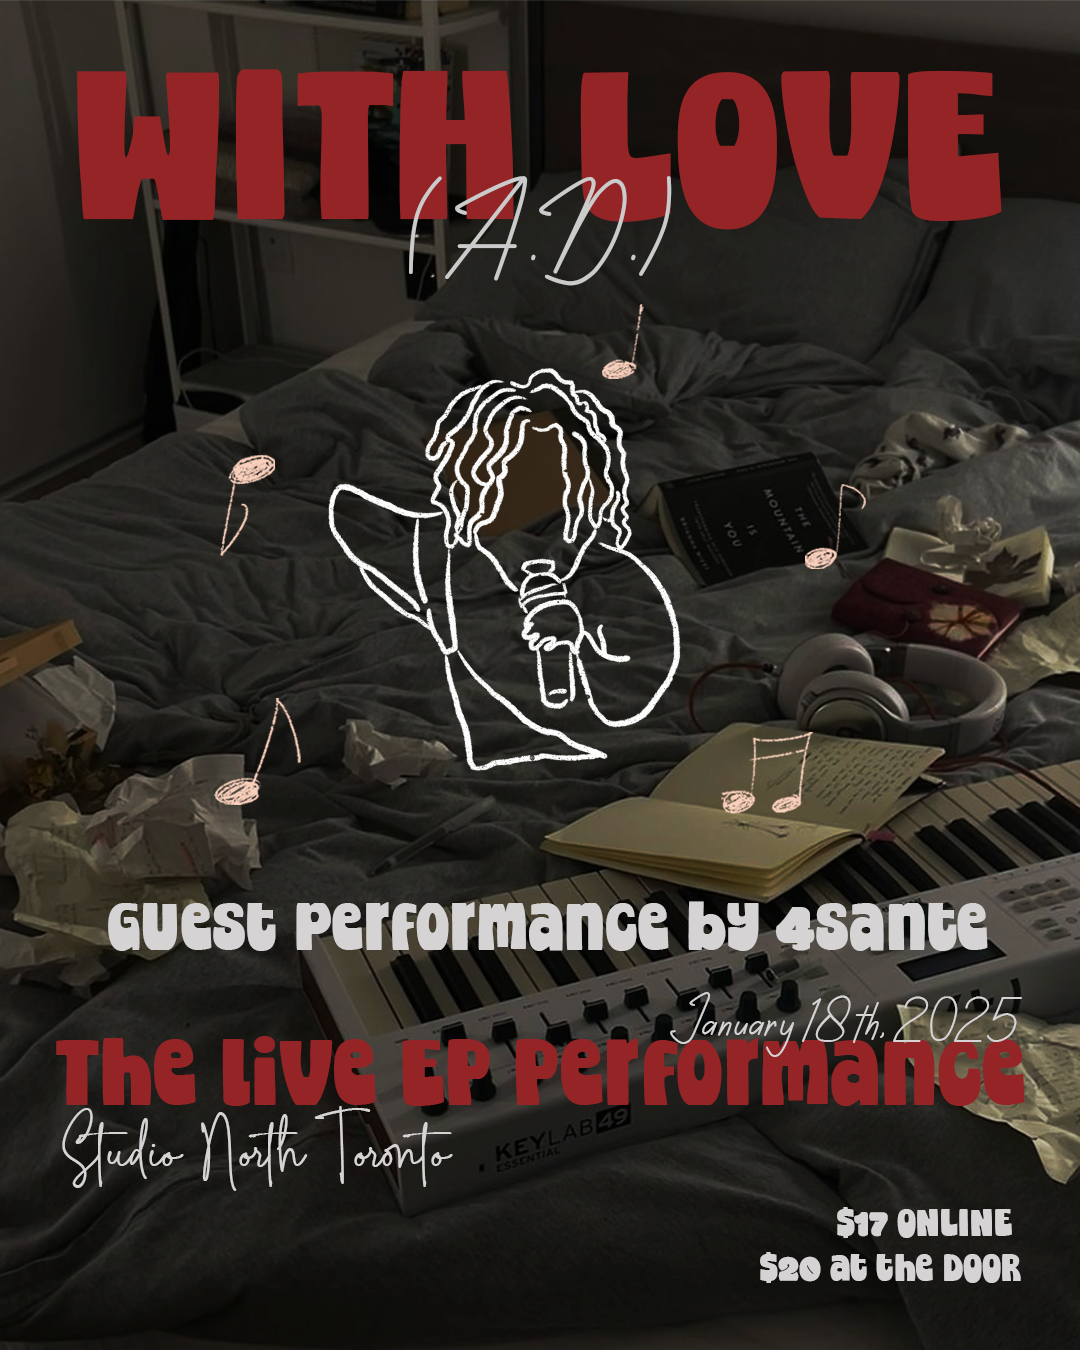 WITH LOVE
(.A.D.)
THE
MOUNTAIN
IS
YOU
Guest Performance by 4sante
January 18th, 2025
The Live EP Performance
Studio North Toronto
KEYLAB 49
ESSENTIAL
$17 ONLINE
$20 at the DOOR